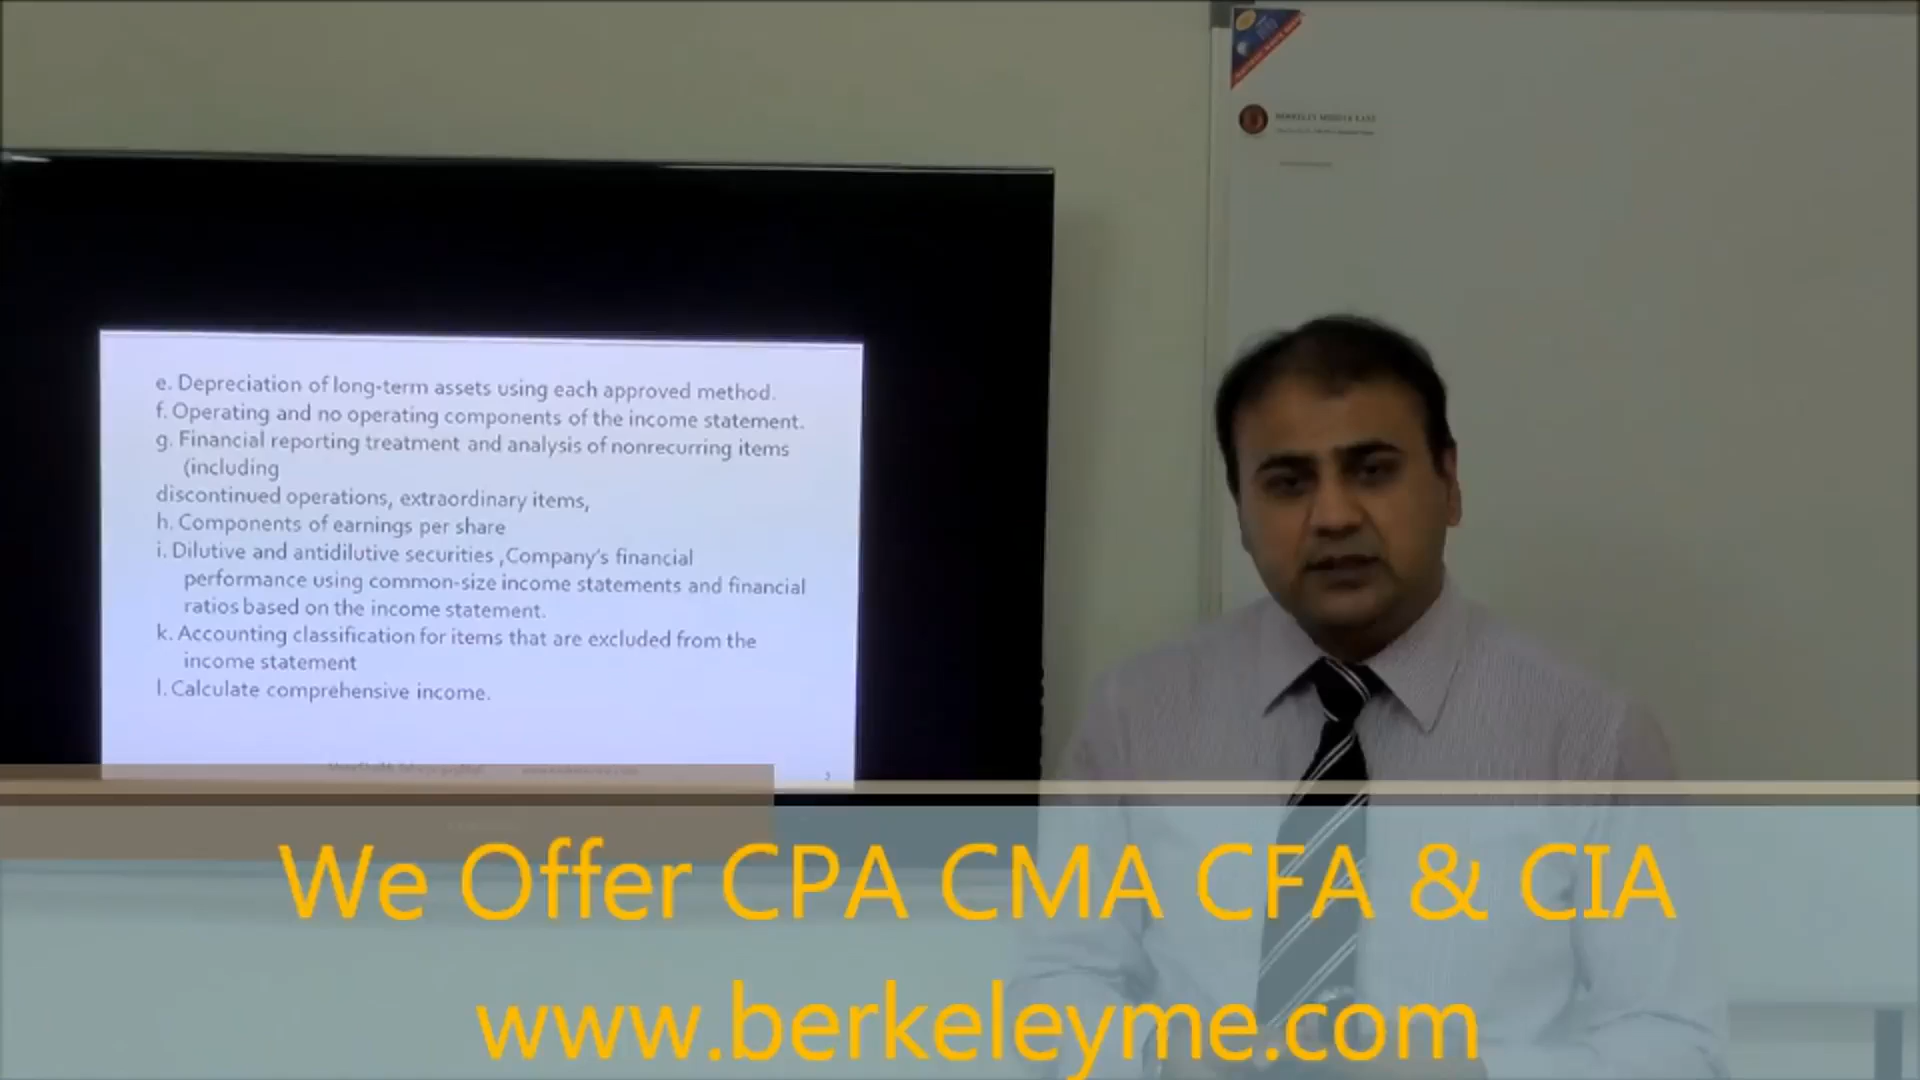 BERKELEY MIDDLE EAST
e. Depreciation of long-term assets using each approved method.
f. Operating and no operating components of the income statement.
g. Financial reporting treatment and analysis of nonrecurring items
(including
discontinued operations, extraordinary items,
h. Components of earnings per share
i. Dilutive and antidilutive securities ,Company's financial
performance using common-size income statements and financial
ratios based on the income statement.
k. Accounting classification for items that are excluded from the
income statement
l. Calculate comprehensive income.
We Offer CPA CMA CFA & CIA
www.berkeleyme.com